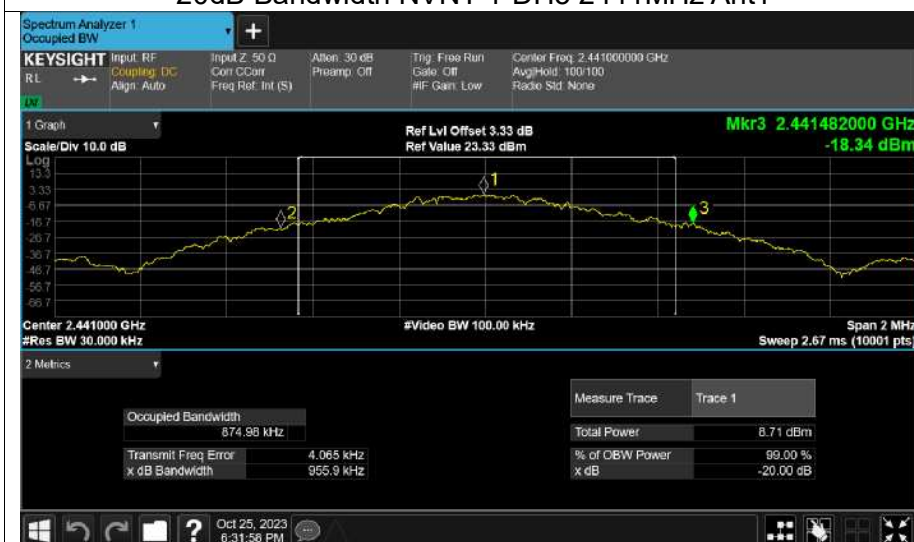 20dB Bandwidth NVNT 1-DH5 2441MHz Ant1
Spectrum Analyzer 1
Occupied BW
KEYSIGHT
RL
Input: RF
Coupling: DC
Align: Auto
Input Z: 50 Ω
Corr CCorr
Freq Ref: Int (S)
Atten: 30 dB
Preamp: Off
Trig: Free Run
Gate: Off
#IF Gain: Low
Center Freq: 2.441000000 GHz
Avg|Hold: 100/100
Radio Std: None
1 Graph
Scale/Div 10.0 dB
Ref Lvl Offset 3.33 dB
Ref Value 23.33 dBm
Mkr3 2.441482000 GHz
-18.34 dBm
Log
13.3
3.33
-6.67
-16.7
-26.7
-36.7
-46.7
-56.7
-66.7
1
2
3
Center 2.441000 GHz
#Res BW 30.000 kHz
#Video BW 100.00 kHz
Span 2 MHz
Sweep 2.67 ms (10001 pts)
2 Metrics
Measure Trace Trace 1
Occupied Bandwidth
874.98 kHz
Total Power 8.71 dBm
Transmit Freq Error 4.065 kHz
% of OBW Power 99.00 %
x dB Bandwidth 955.9 kHz
x dB -20.00 dB
?
Oct 25, 2023
6:31:58 PM